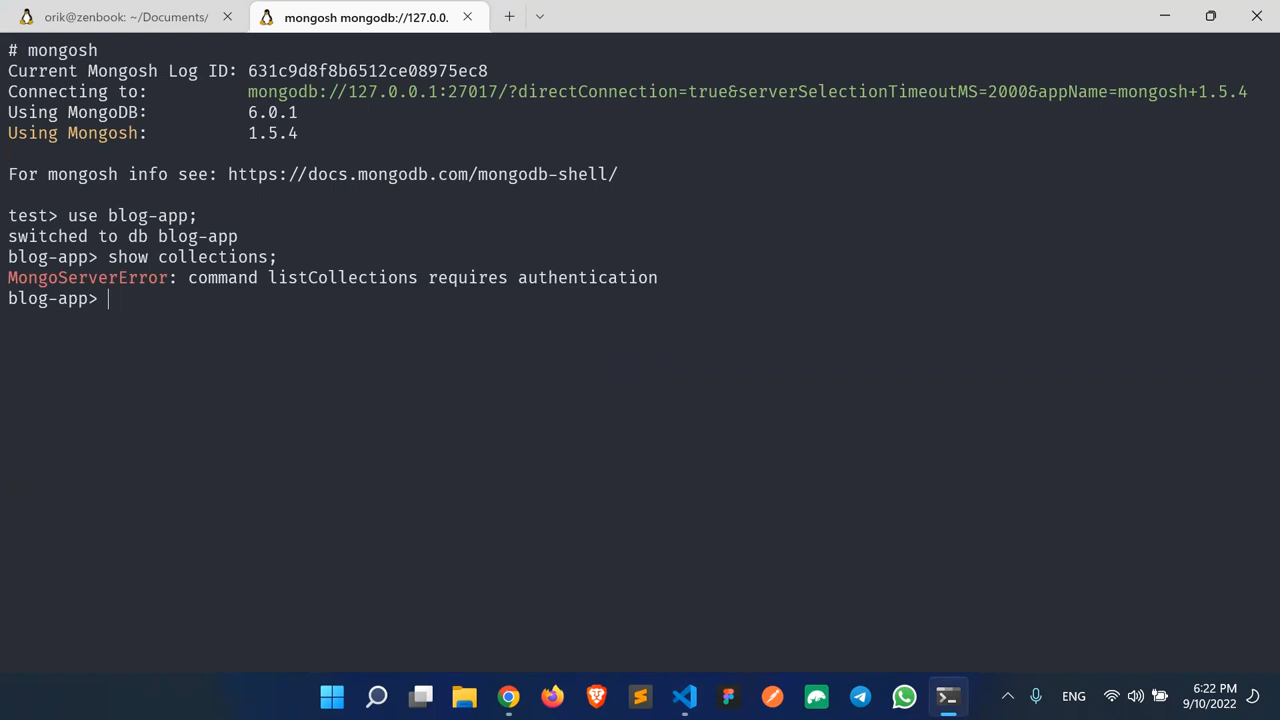 orik@zenbook: ~/Documents/
mongosh mongodb://127.0.0.
# mongosh
Current Mongosh Log ID: 631c9d8f8b6512ce08975ec8
Connecting to: mongodb://127.0.0.1:27017/?directConnection=true&serverSelectionTimeoutMS=2000&appName=mongosh+1.5.4
Using MongoDB: 6.0.1
Using Mongosh: 1.5.4
For mongosh info see: https://docs.mongodb.com/mongodb-shell/
test> use blog-app;
switched to db blog-app
blog-app> show collections;
MongoServerError: command listCollections requires authentication
blog-app>
ENG
6:22 PM
9/10/2022